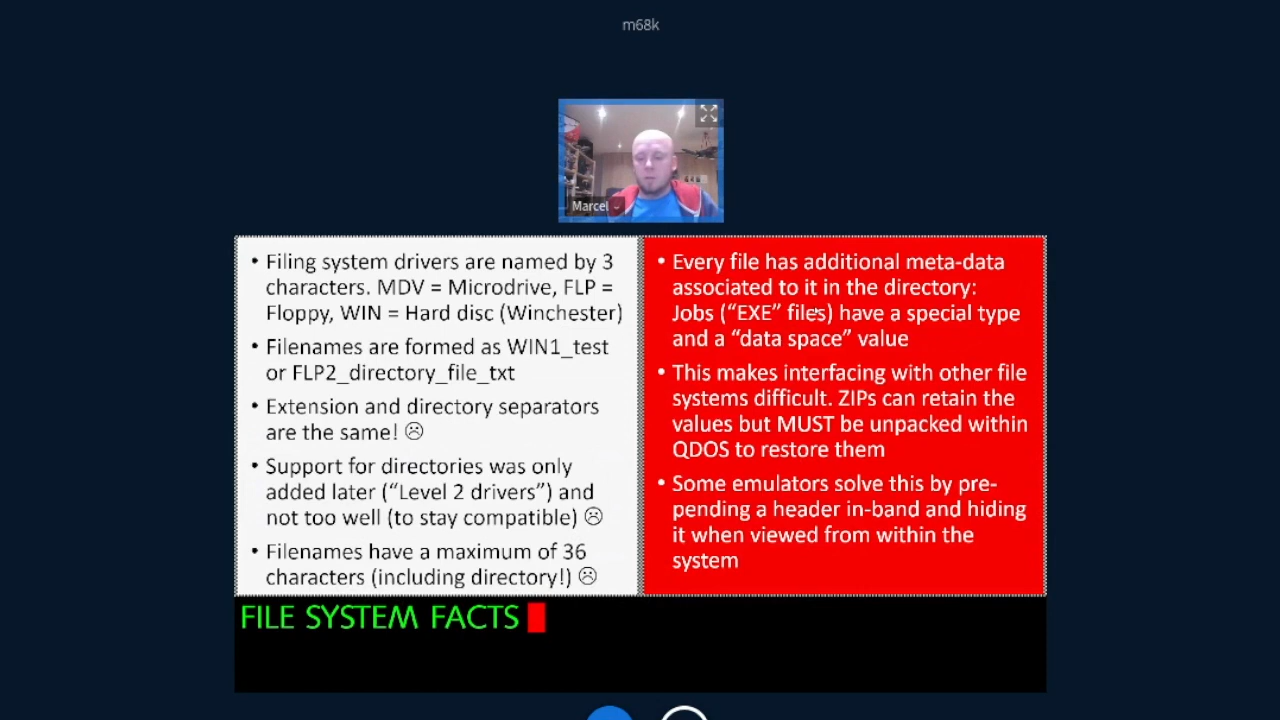 m68k
Marcel
• Filing system drivers are named by 3
characters. MDV = Microdrive, FLP =
Floppy, WIN = Hard disc (Winchester)
• Filenames are formed as WIN1_test
or FLP2_directory_file_txt
• Extension and directory separators
are the same! ☹
• Support for directories was only
added later (“Level 2 drivers”) and
not too well (to stay compatible) ☹
• Filenames have a maximum of 36
characters (including directory!) ☹
• Every file has additional meta-data
associated to it in the directory:
Jobs (“EXE” files) have a special type
and a “data space” value
• This makes interfacing with other file
systems difficult. ZIPs can retain the
values but MUST be unpacked within
QDOS to restore them
• Some emulators solve this by pre-
pending a header in-band and hiding
it when viewed from within the
system
FILE SYSTEM FACTS